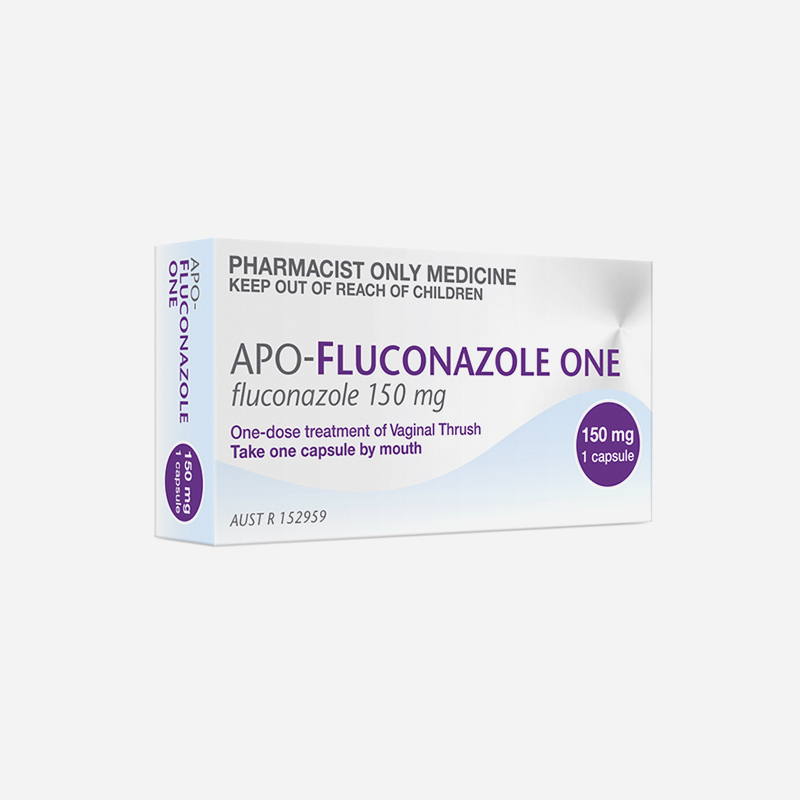 APO-
FLUCONAZOLE
ONE
150 mg
1 capsule
PHARMACIST ONLY MEDICINE
KEEP OUT OF REACH OF CHILDREN
APO-FLUCONAZOLE ONE
fluconazole 150 mg
One-dose treatment of Vaginal Thrush
Take one capsule by mouth
150 mg
1 capsule
AUST R 152959